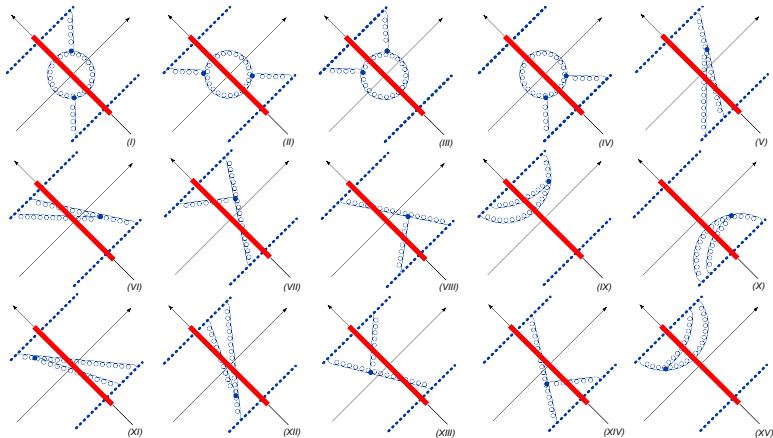 (I) (II) (III) (IV) (V)
(VI) (VII) (VIII) (IX) (X)
(XI) (XII) (XIII) (XIV) (XV)